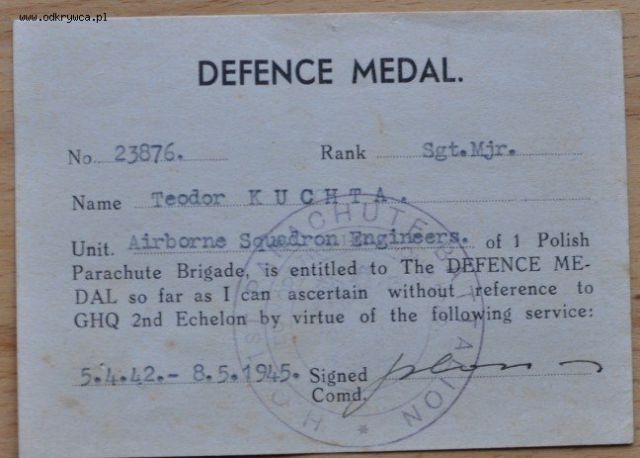 www.odkrywca.pl
DEFENCE MEDAL.
No. 23876. Rank Sgt.Mjr.
Name Teodor K U C H T A .
Unit. Airborne Squadron Engineers. of 1 Polish
Parachute Brigade, is entitled to The DEFENCE ME-
DAL so far as I can ascertain without reference to
GHQ 2nd Echelon by virtue of the following service:
5.4.42.- 8.5.1945. Signed
Comd.
PARACHUTE BATTALION